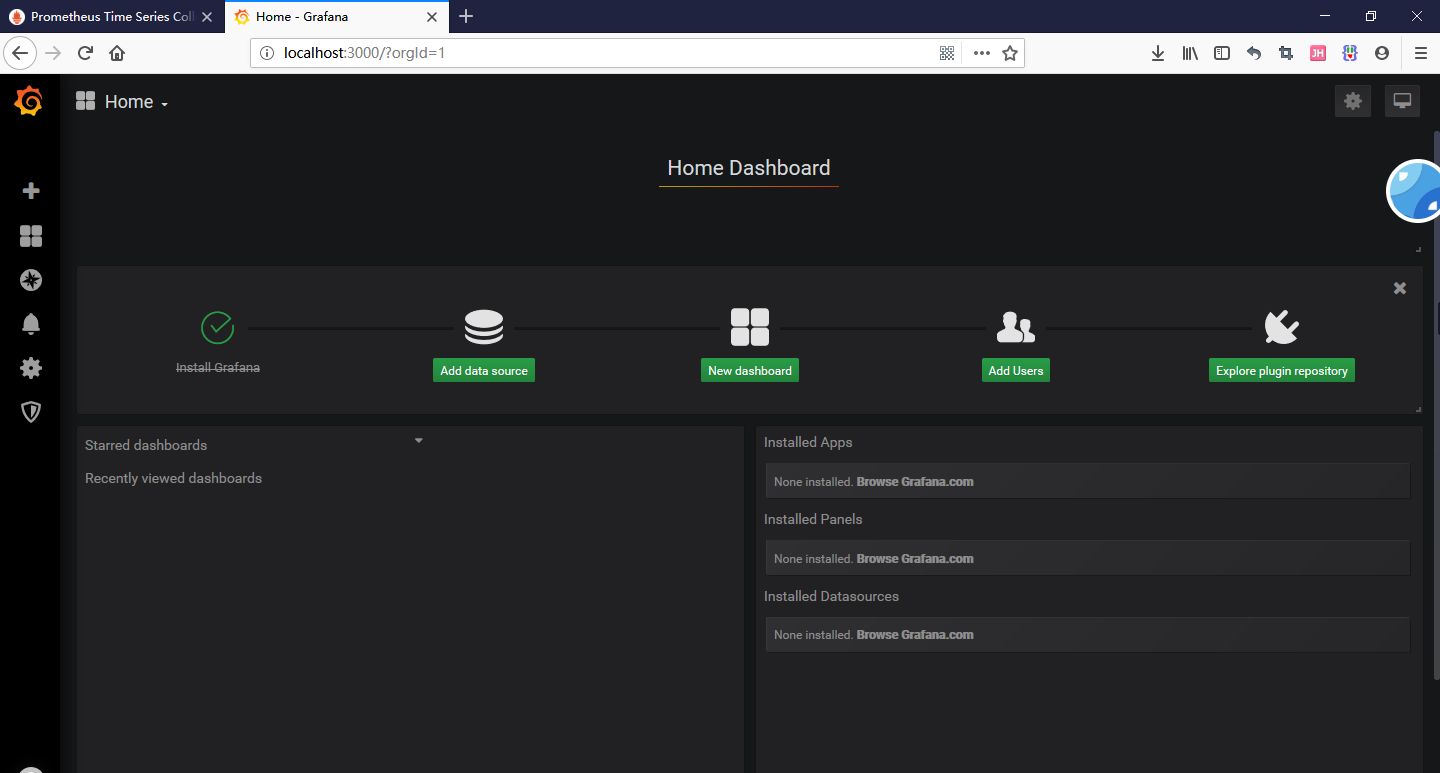 Prometheus Time Series Coll
Home - Grafana
localhost:3000/?orgId=1
JH
Home
Home Dashboard
Install Grafana
Add data source
New dashboard
Add Users
Explore plugin repository
Starred dashboards
Recently viewed dashboards
Installed Apps
None installed. Browse Grafana.com
Installed Panels
None installed. Browse Grafana.com
Installed Datasources
None installed. Browse Grafana.com